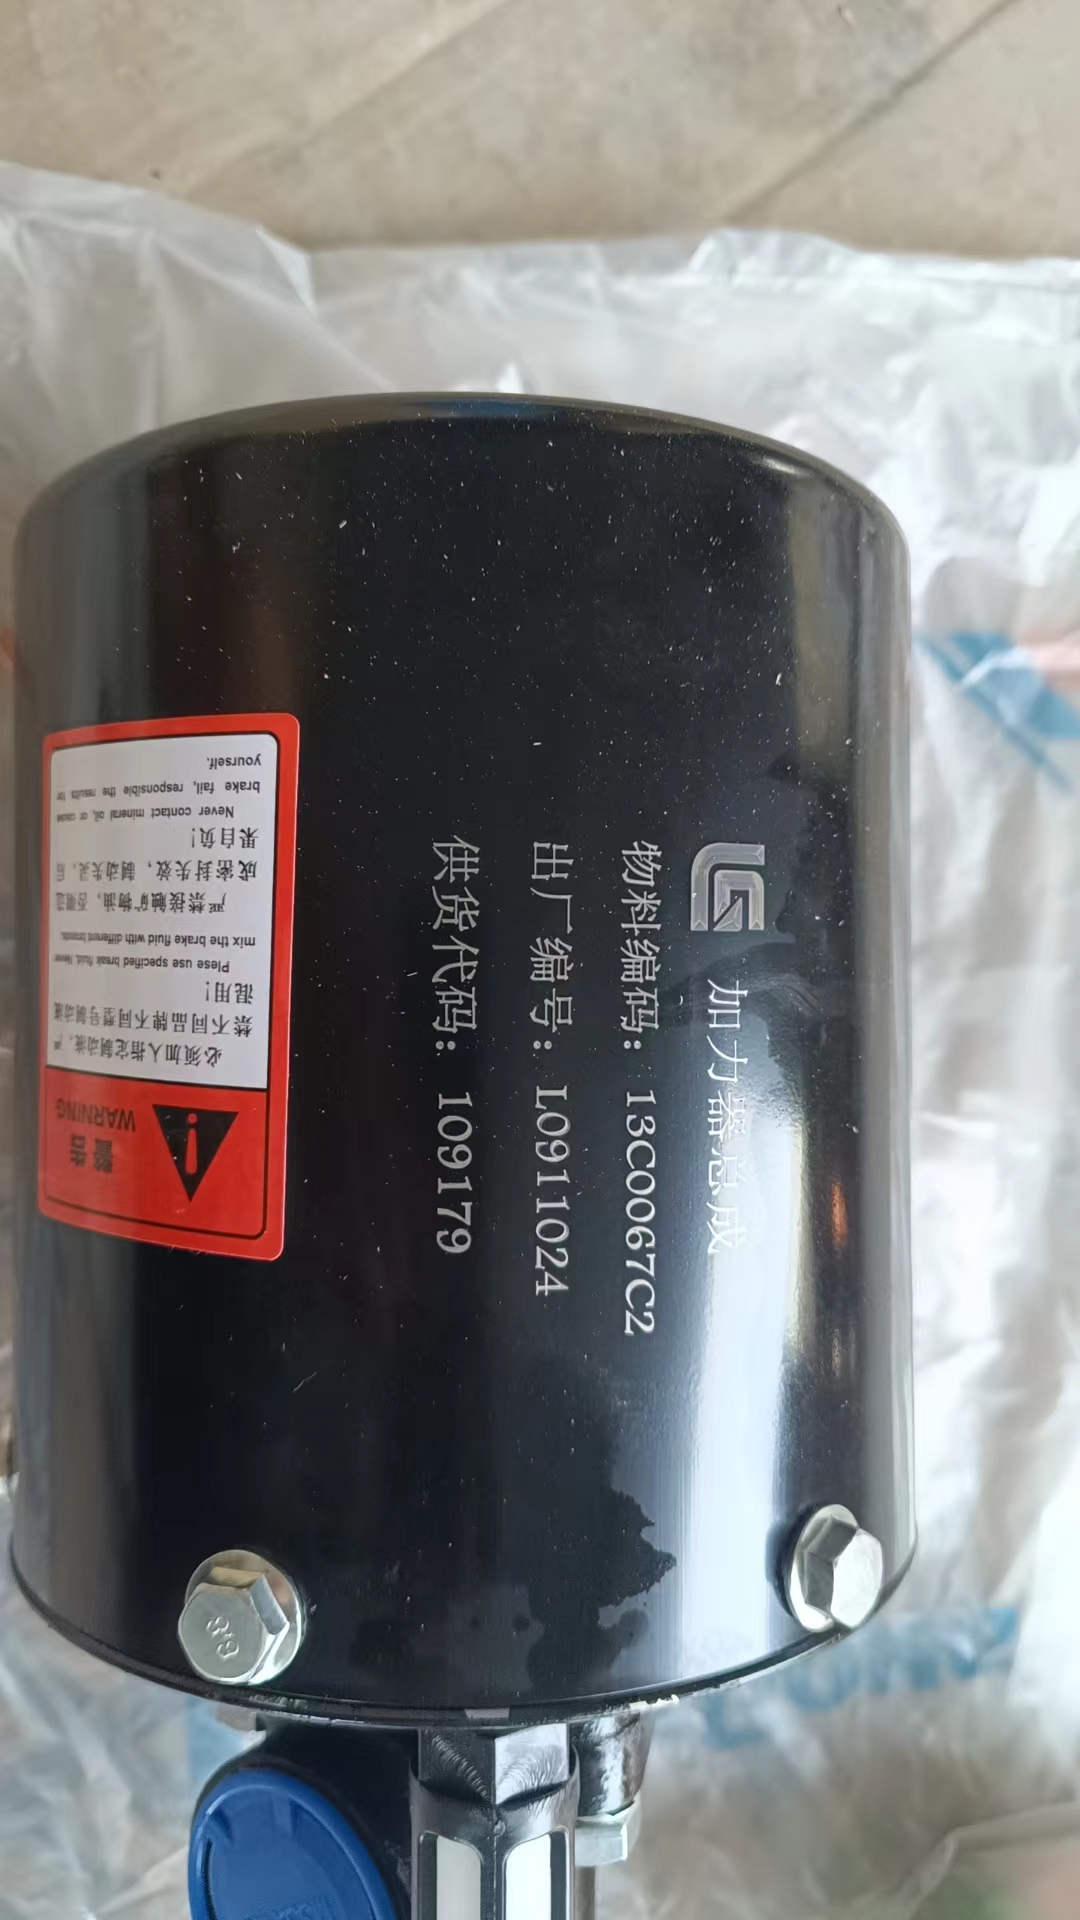 LG
加力器总成
物料编码：13C0067C2
出厂编号：L0911024
供货代码：109179
警告
WARNING
必须加入指定制动液，严
禁不同品牌不同型号制动液
混用！
Plese use specified break fluid. Never
mix the brake fluid with different brands.
严禁接触矿物油，否则造
成密封失效，制动失灵，后
果自负！
Never contact mineral oil, or cause
brake fail, responsible the results for
yourself.
8.8